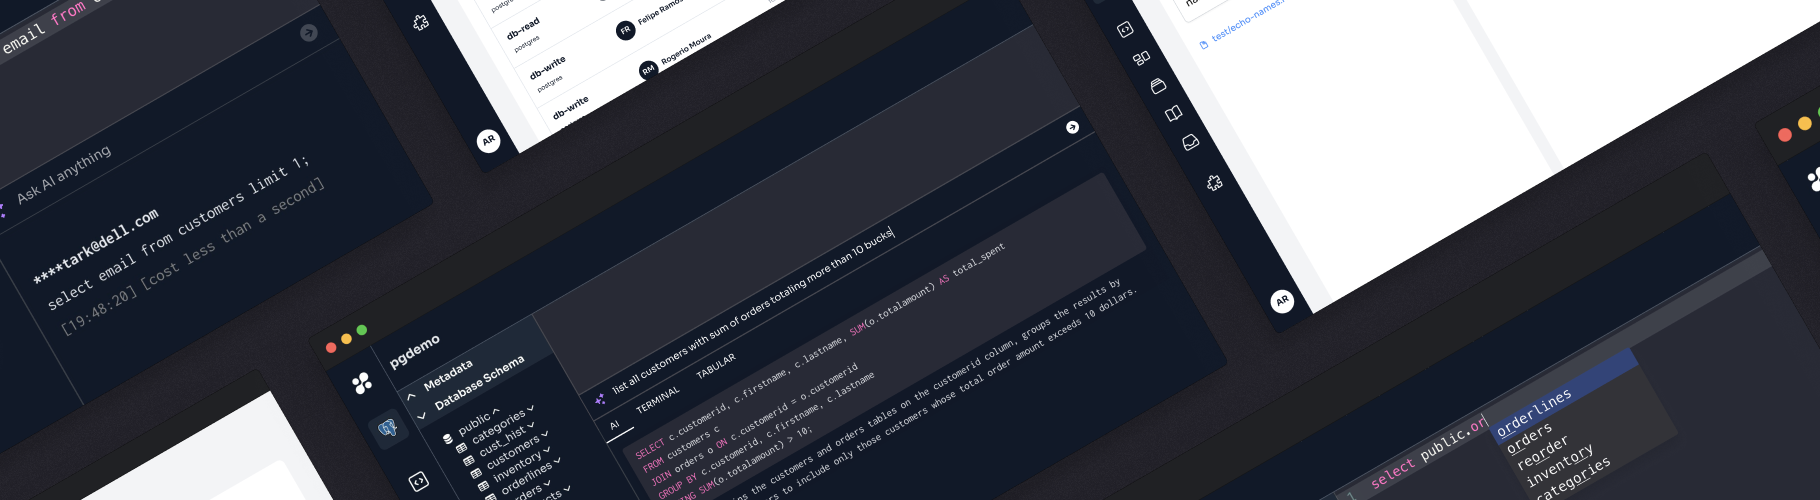 email from
Ask AI anything
****tark@dell.com
select email from customers limit 1;
[19:48:20] [cost less than a second]
db-read
postgres
FR
Felipe Ramos
db-write
postgres
RM
Rogerio Moura
db-write
AR
pgdemo
Metadata
Database Schema
public
categories
cust_hist
customers
inventory
orderlines
list all customers with sum of orders totaling more than 10 bucks
AI
TERMINAL
TABULAR
SELECT c.customerid, c.firstname, c.lastname, SUM(o.totalamount) AS total_spent
FROM customers c
JOIN orders o ON c.customerid = o.customerid
GROUP BY c.customerid, c.firstname, c.lastname
SUM(o.totalamount) > 10;
the customers and orders tables on the customerid column, groups the results by
to include only those customers whose total order amount exceeds 10 dollars.
test/echo-names.
AR
1 select public.or
orderlines
orders
reorder
inventory
categories